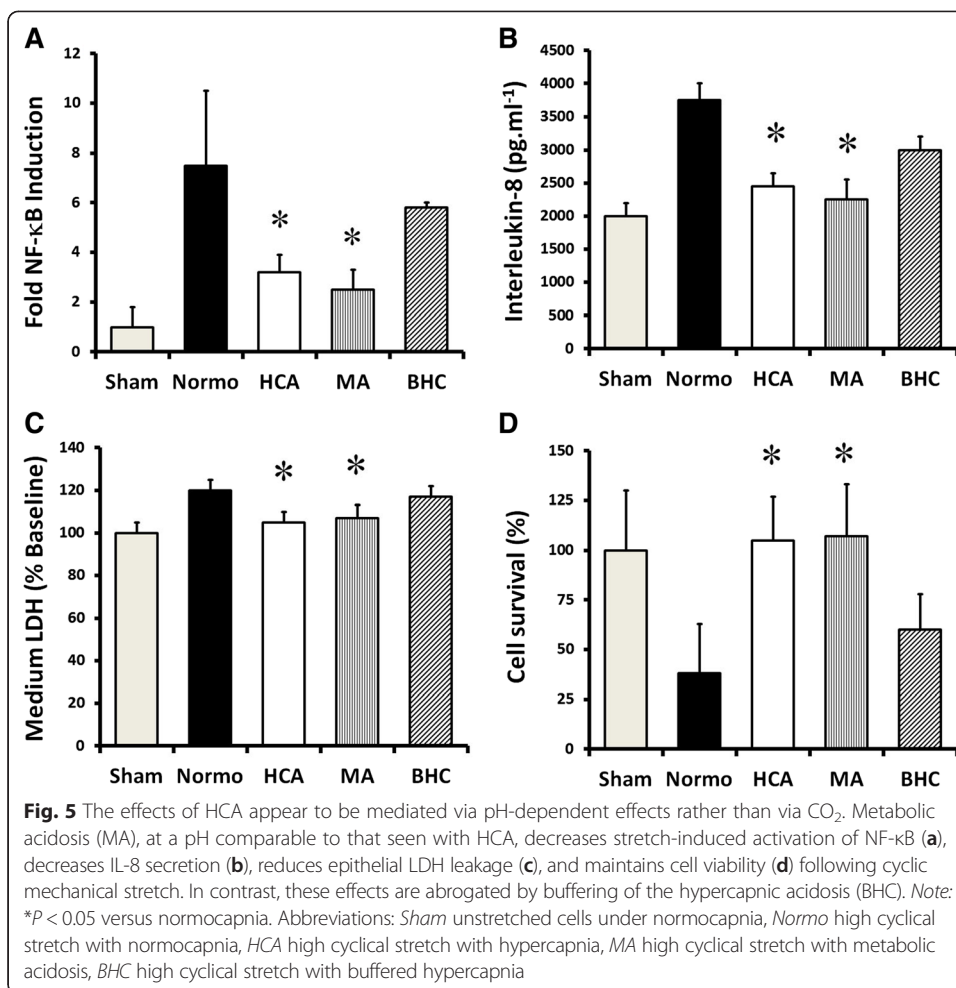 A
12
10
8
6
4
2
0
Fold NF-κB Induction
*
*
Sham Normo HCA MA BHC
B
4500
4000
3500
3000
2500
2000
1500
1000
500
0
Interleukin-8 (pg.ml-1)
*
*
Sham Normo HCA MA BHC
C
140
120
100
80
60
40
20
0
Medium LDH (% Baseline)
*
*
Sham Normo HCA MA BHC
D
150
125
100
75
50
25
0
Cell survival (%)
*
*
Sham Normo HCA MA BHC
Fig. 5 The effects of HCA appear to be mediated via pH-dependent effects rather than via CO₂. Metabolic
acidosis (MA), at a pH comparable to that seen with HCA, decreases stretch-induced activation of NF-κB (a),
decreases IL-8 secretion (b), reduces epithelial LDH leakage (c), and maintains cell viability (d) following cyclic
mechanical stretch. In contrast, these effects are abrogated by buffering of the hypercapnic acidosis (BHC). Note:
*P < 0.05 versus normocapnia. Abbreviations: Sham unstretched cells under normocapnia, Normo high cyclical
stretch with normocapnia, HCA high cyclical stretch with hypercapnia, MA high cyclical stretch with metabolic
acidosis, BHC high cyclical stretch with buffered hypercapnia